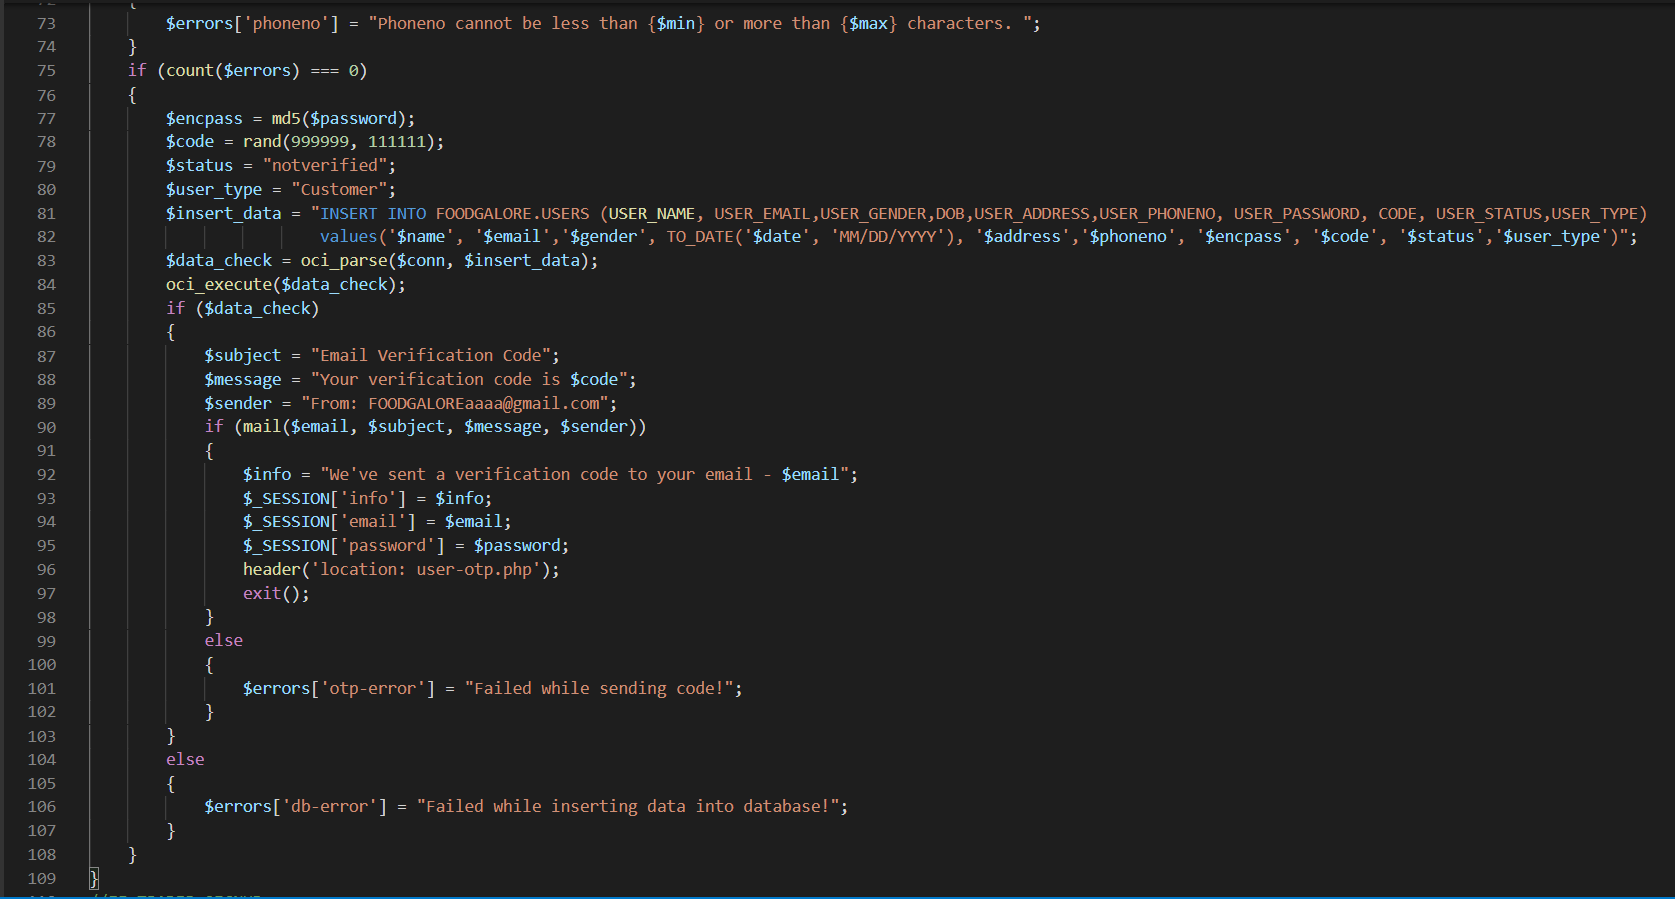 {
73 $errors['phoneno'] = "Phoneno cannot be less than {$min} or more than {$max} characters. ";
74 }
75 if (count($errors) === 0)
76 {
77 $encpass = md5($password);
78 $code = rand(999999, 111111);
79 $status = "notverified";
80 $user_type = "Customer";
81 $insert_data = "INSERT INTO FOODGALORE.USERS (USER_NAME, USER_EMAIL,USER_GENDER,DOB,USER_ADDRESS,USER_PHONENO, USER_PASSWORD, CODE, USER_STATUS,USER_TYPE)
82 values('$name', '$email','$gender', TO_DATE('$date', 'MM/DD/YYYY'), '$address','$phoneno', '$encpass', '$code', '$status','$user_type')";
83 $data_check = oci_parse($conn, $insert_data);
84 oci_execute($data_check);
85 if ($data_check)
86 {
87 $subject = "Email Verification Code";
88 $message = "Your verification code is $code";
89 $sender = "From: FOODGALOREaaaa@gmail.com";
90 if (mail($email, $subject, $message, $sender))
91 {
92 $info = "We've sent a verification code to your email - $email";
93 $_SESSION['info'] = $info;
94 $_SESSION['email'] = $email;
95 $_SESSION['password'] = $password;
96 header('location: user-otp.php');
97 exit();
98 }
99 else
100 {
101 $errors['otp-error'] = "Failed while sending code!";
102 }
103 }
104 else
105 {
106 $errors['db-error'] = "Failed while inserting data into database!";
107 }
108 }
109 }